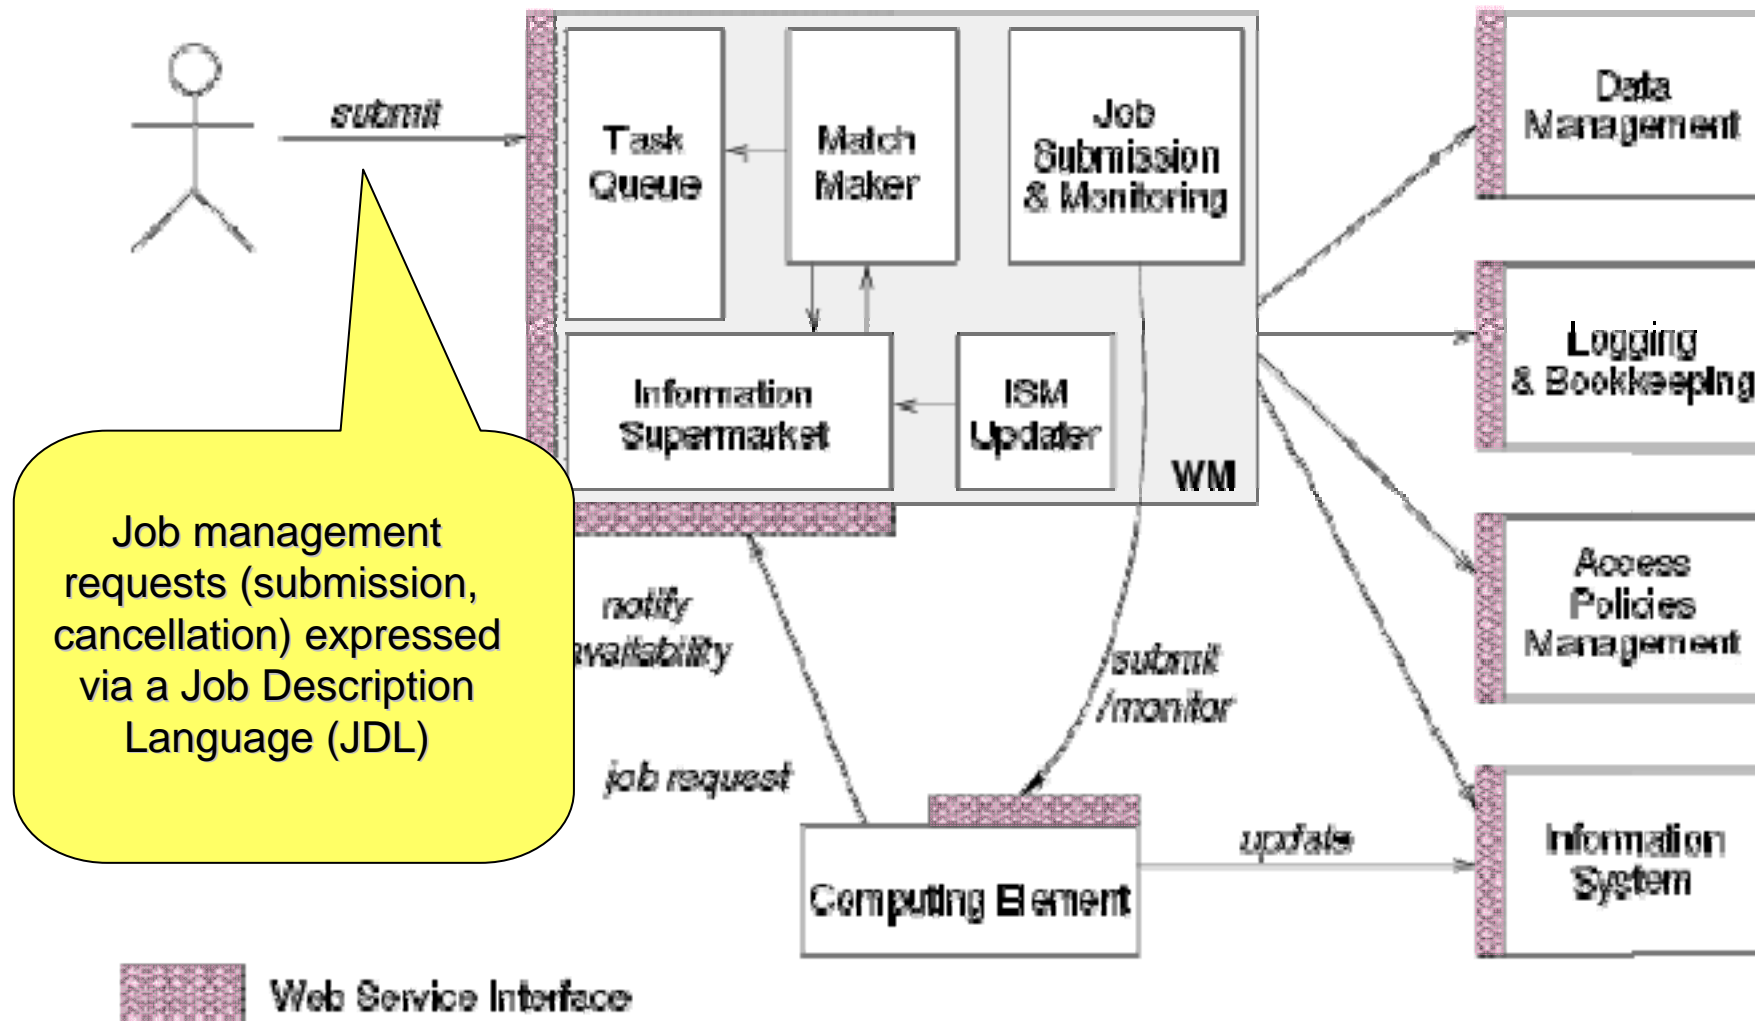 submit
Task
Queue
Match
Maker
Job
Submission
& Monitoring
Data
Management
Logging
& Bookkeeping
Information
Supermarket
ISM
Updater
WM
Job management
requests (submission,
cancellation) expressed
via a Job Description
Language (JDL)
notify
availability
submit
/monitor
Access
Policies
Management
job request
update
Computing Element
Information
System
Web Service Interface